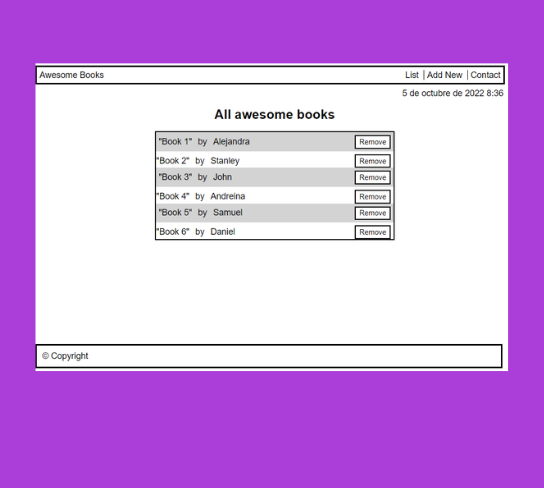 Awesome Books List | Add New | Contact
5 de octubre de 2022 8:36
All awesome books
"Book 1" by Alejandra Remove
"Book 2" by Stanley Remove
"Book 3" by John Remove
"Book 4" by Andreina Remove
"Book 5" by Samuel Remove
"Book 6" by Daniel Remove
© Copyright